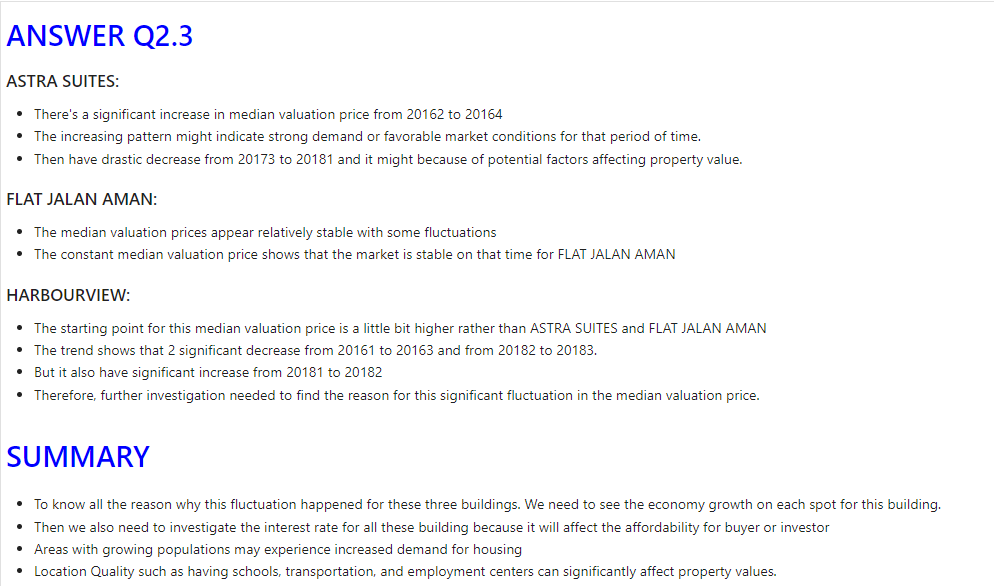 ANSWER Q2.3
ASTRA SUITES:
There's a significant increase in median valuation price from 20162 to 20164
The increasing pattern might indicate strong demand or favorable market conditions for that period of time.
Then have drastic decrease from 20173 to 20181 and it might because of potential factors affecting property value.
FLAT JALAN AMAN:
The median valuation prices appear relatively stable with some fluctuations
The constant median valuation price shows that the market is stable on that time for FLAT JALAN AMAN
HARBOURVIEW:
The starting point for this median valuation price is a little bit higher rather than ASTRA SUITES and FLAT JALAN AMAN
The trend shows that 2 significant decrease from 20161 to 20163 and from 20182 to 20183.
But it also have significant increase from 20181 to 20182
Therefore, further investigation needed to find the reason for this significant fluctuation in the median valuation price.
SUMMARY
To know all the reason why this fluctuation happened for these three buildings. We need to see the economy growth on each spot for this building.
Then we also need to investigate the interest rate for all these building because it will affect the affordability for buyer or investor
Areas with growing populations may experience increased demand for housing
Location Quality such as having schools, transportation, and employment centers can significantly affect property values.